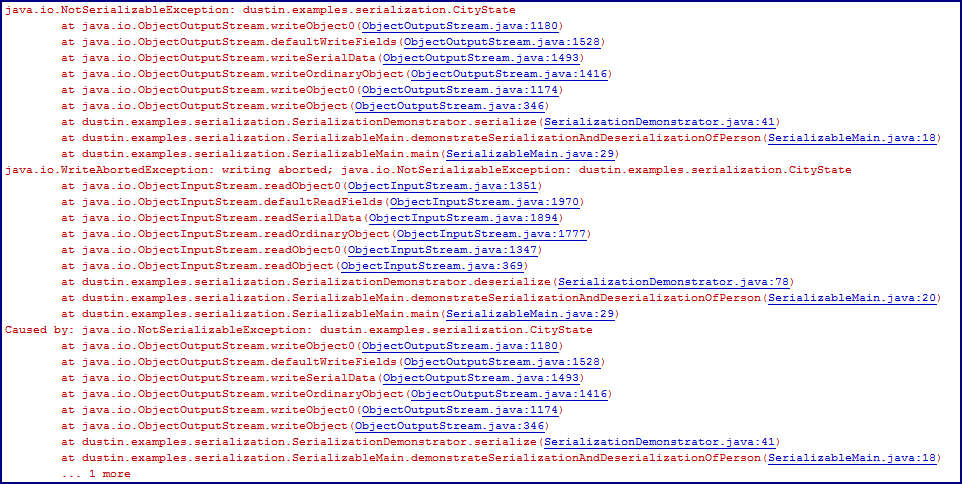 java.io.NotSerializableException: dustin.examples.serialization.CityState
at java.io.ObjectOutputStream.writeObject0(ObjectOutputStream.java:1180)
at java.io.ObjectOutputStream.defaultWriteFields(ObjectOutputStream.java:1528)
at java.io.ObjectOutputStream.writeSerialData(ObjectOutputStream.java:1493)
at java.io.ObjectOutputStream.writeOrdinaryObject(ObjectOutputStream.java:1416)
at java.io.ObjectOutputStream.writeObject0(ObjectOutputStream.java:1174)
at java.io.ObjectOutputStream.writeObject(ObjectOutputStream.java:346)
at dustin.examples.serialization.SerializationDemonstrator.serialize(SerializationDemonstrator.java:41)
at dustin.examples.serialization.SerializableMain.demonstrateSerializationAndDeserializationOfPerson(SerializableMain.java:18)
at dustin.examples.serialization.SerializableMain.main(SerializableMain.java:29)
java.io.WriteAbortedException: writing aborted; java.io.NotSerializableException: dustin.examples.serialization.CityState
at java.io.ObjectInputStream.readObject0(ObjectInputStream.java:1351)
at java.io.ObjectInputStream.defaultReadFields(ObjectInputStream.java:1970)
at java.io.ObjectInputStream.readSerialData(ObjectInputStream.java:1894)
at java.io.ObjectInputStream.readOrdinaryObject(ObjectInputStream.java:1777)
at java.io.ObjectInputStream.readObject0(ObjectInputStream.java:1347)
at java.io.ObjectInputStream.readObject(ObjectInputStream.java:369)
at dustin.examples.serialization.SerializationDemonstrator.deserialize(SerializationDemonstrator.java:78)
at dustin.examples.serialization.SerializableMain.demonstrateSerializationAndDeserializationOfPerson(SerializableMain.java:20)
at dustin.examples.serialization.SerializableMain.main(SerializableMain.java:29)
Caused by: java.io.NotSerializableException: dustin.examples.serialization.CityState
at java.io.ObjectOutputStream.writeObject0(ObjectOutputStream.java:1180)
at java.io.ObjectOutputStream.defaultWriteFields(ObjectOutputStream.java:1528)
at java.io.ObjectOutputStream.writeSerialData(ObjectOutputStream.java:1493)
at java.io.ObjectOutputStream.writeOrdinaryObject(ObjectOutputStream.java:1416)
at java.io.ObjectOutputStream.writeObject0(ObjectOutputStream.java:1174)
at java.io.ObjectOutputStream.writeObject(ObjectOutputStream.java:346)
at dustin.examples.serialization.SerializationDemonstrator.serialize(SerializationDemonstrator.java:41)
at dustin.examples.serialization.SerializableMain.demonstrateSerializationAndDeserializationOfPerson(SerializableMain.java:18)
... 1 more